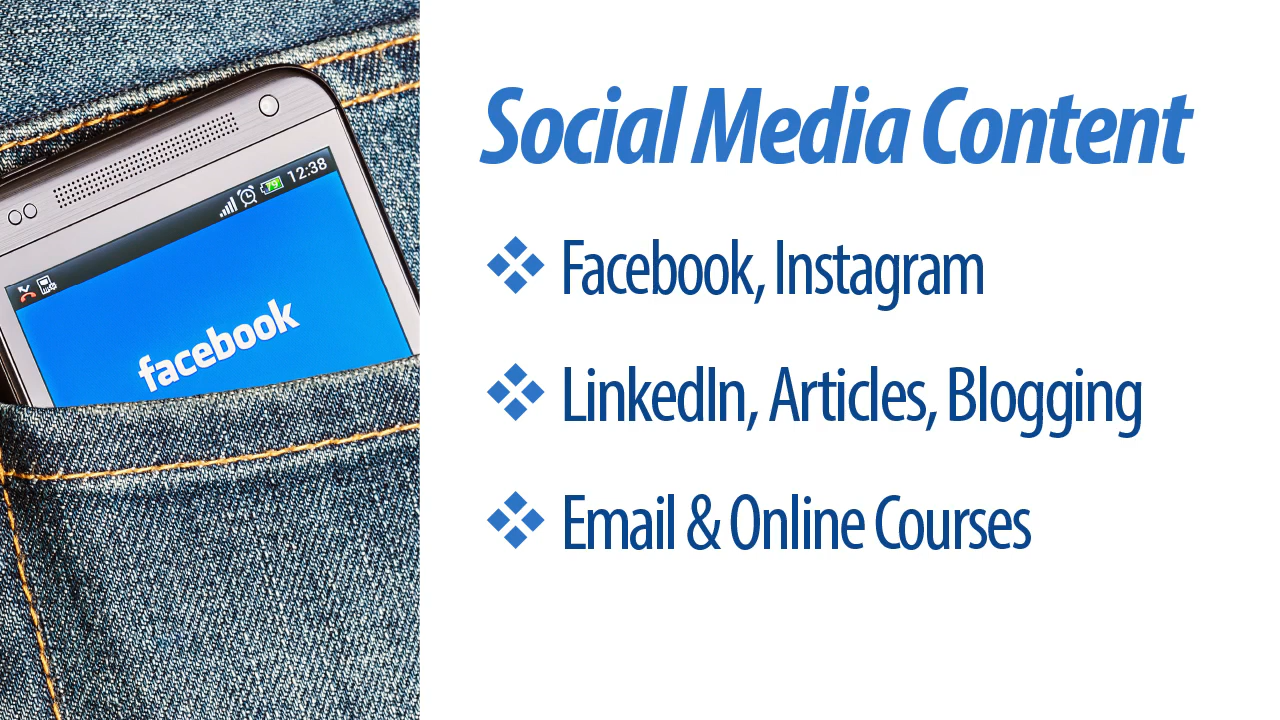 Social Media Content
Facebook, Instagram
LinkedIn, Articles, Blogging
Email & Online Courses
79
12:38
facebook